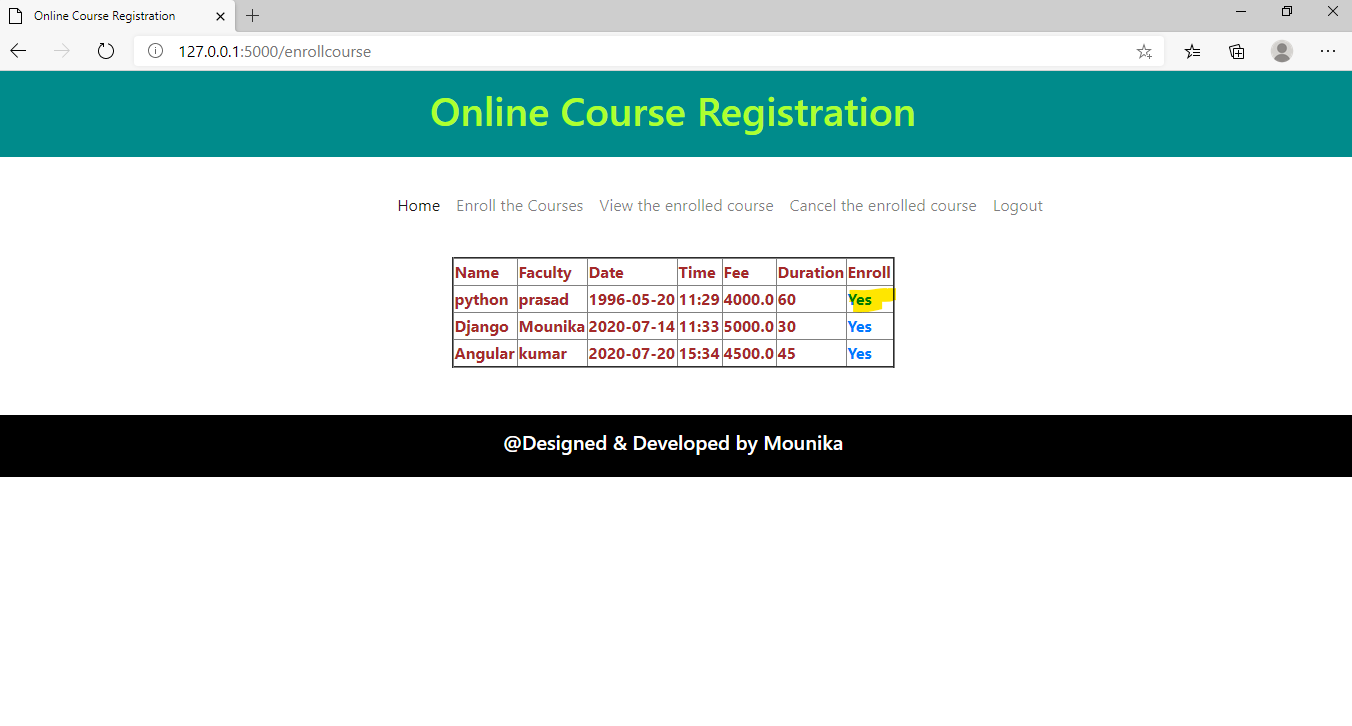 Online Course Registration
127.0.0.1:5000/enrollcourse
Online Course Registration
Home Enroll the Courses View the enrolled course Cancel the enrolled course Logout
Name Faculty Date Time Fee Duration Enroll
python prasad 1996-05-20 11:29 4000.0 60 Yes
Django Mounika 2020-07-14 11:33 5000.0 30 Yes
Angular kumar 2020-07-20 15:34 4500.0 45 Yes
@Designed & Developed by Mounika